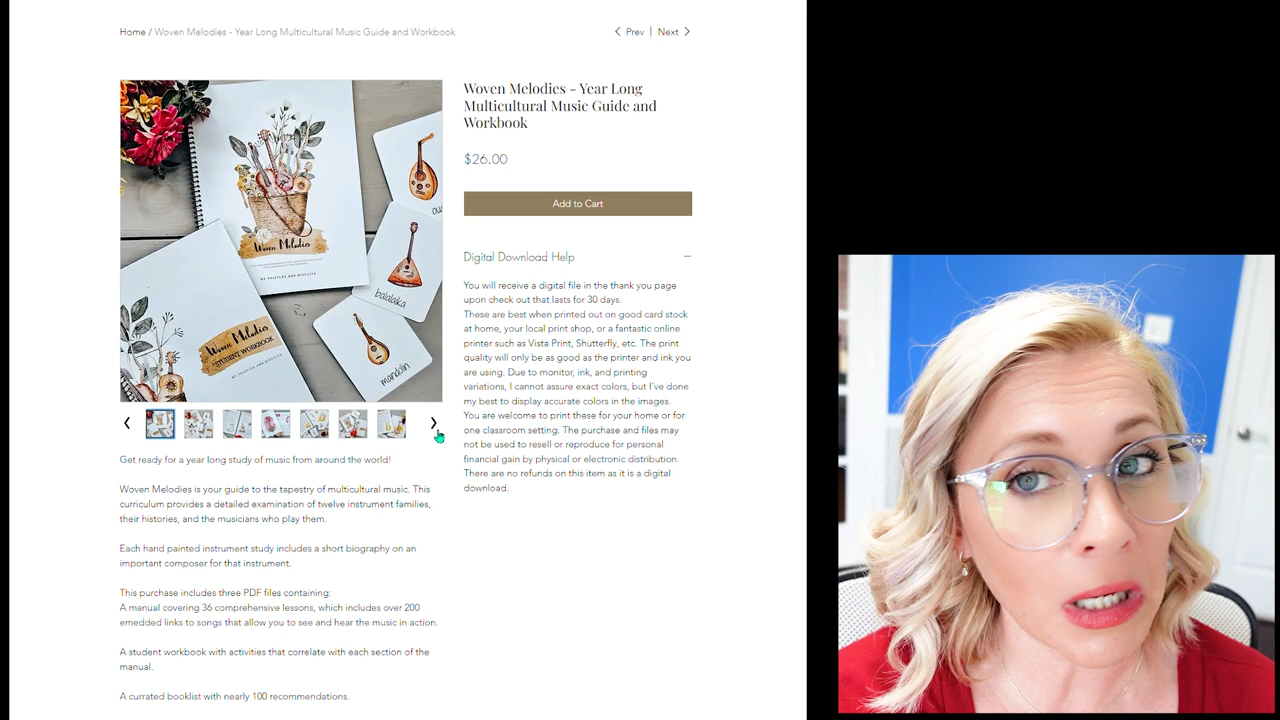 Home / Woven Melodies - Year Long Multicultural Music Guide and Workbook
Prev | Next
Woven Melodies
BY THISTLES AND BISCUITS
Woven Melodies
STUDENT WORKBOOK
BY THISTLES AND BISCUITS
balalaika
mandolin
Woven Melodies - Year Long
Multicultural Music Guide and
Workbook
$26.00
Add to Cart
Digital Download Help
You will receive a digital file in the thank you page
upon check out that lasts for 30 days.
These are best when printed out on good card stock
at home, your local print shop, or a fantastic online
printer such as Vista Print, Shutterfly, etc. The print
quality will only be as good as the printer and ink you
are using. Due to monitor, ink, and printing
variations, I cannot assure exact colors, but I've done
my best to display accurate colors in the images.
You are welcome to print these for your home or for
one classroom setting. The purchase and files may
not be used to resell or reproduce for personal
financial gain by physical or electronic distribution.
There are no refunds on this item as it is a digital
download.
Get ready for a year long study of music from around the world!
Woven Melodies is your guide to the tapestry of multicultural music. This
curriculum provides a detailed examination of twelve instrument families,
their histories, and the musicians who play them.
Each hand painted instrument study includes a short biography on an
important composer for that instrument.
This purchase includes three PDF files containing:
A manual covering 36 comprehensive lessons, which includes over 200
emedded links to songs that allow you to see and hear the music in action.
A student workbook with activities that correlate with each section of the
manual.
A currated booklist with nearly 100 recommendations.